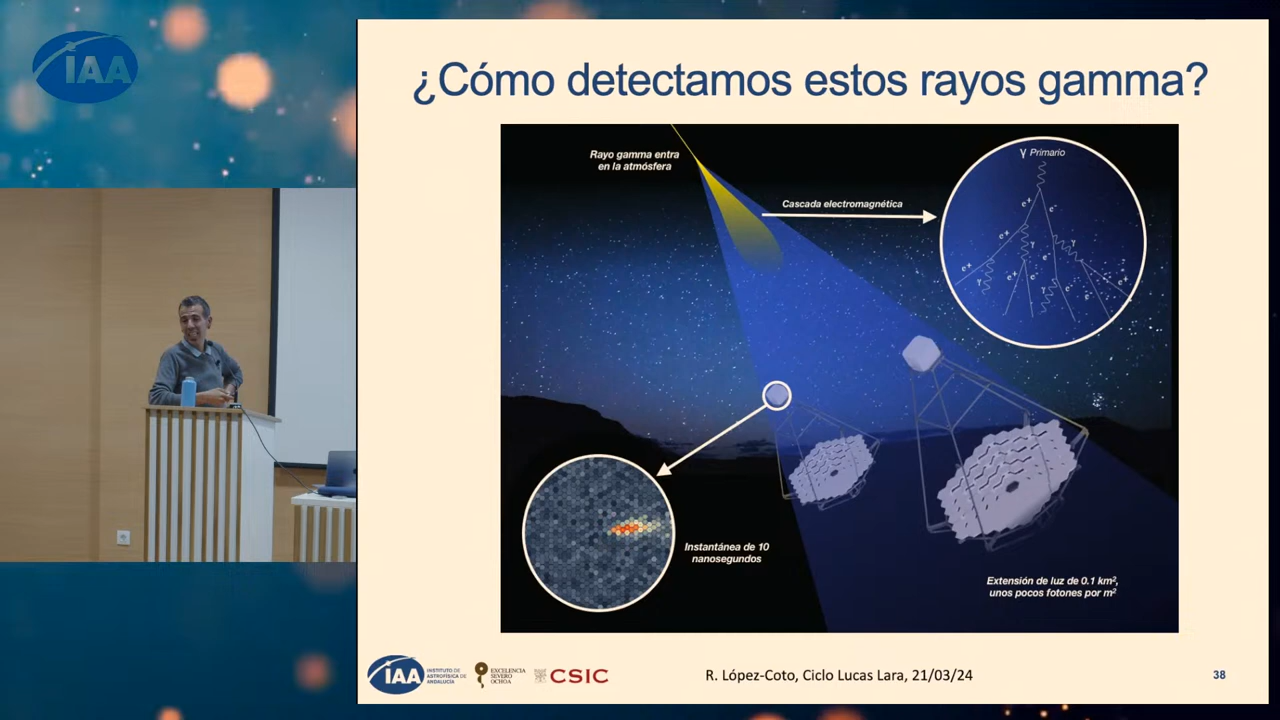 IAA
¿Cómo detectamos estos rayos gamma?
Rayo gamma entra
en la atmósfera
Cascada electromagnética
γ Primario
e+
e-
e+
γ
γ
e+
e+
e-
e-
γ
γ
e-
e+
Instantánea de 10
nanosegundos
Extensión de luz de 0.1 km²,
unos pocos fotones por m²
IAA
INSTITUTO DE
ASTROFÍSICA DE
ANDALUCÍA
EXCELENCIA
SEVERO
OCHOA
CSIC
R. López-Coto, Ciclo Lucas Lara, 21/03/24
38